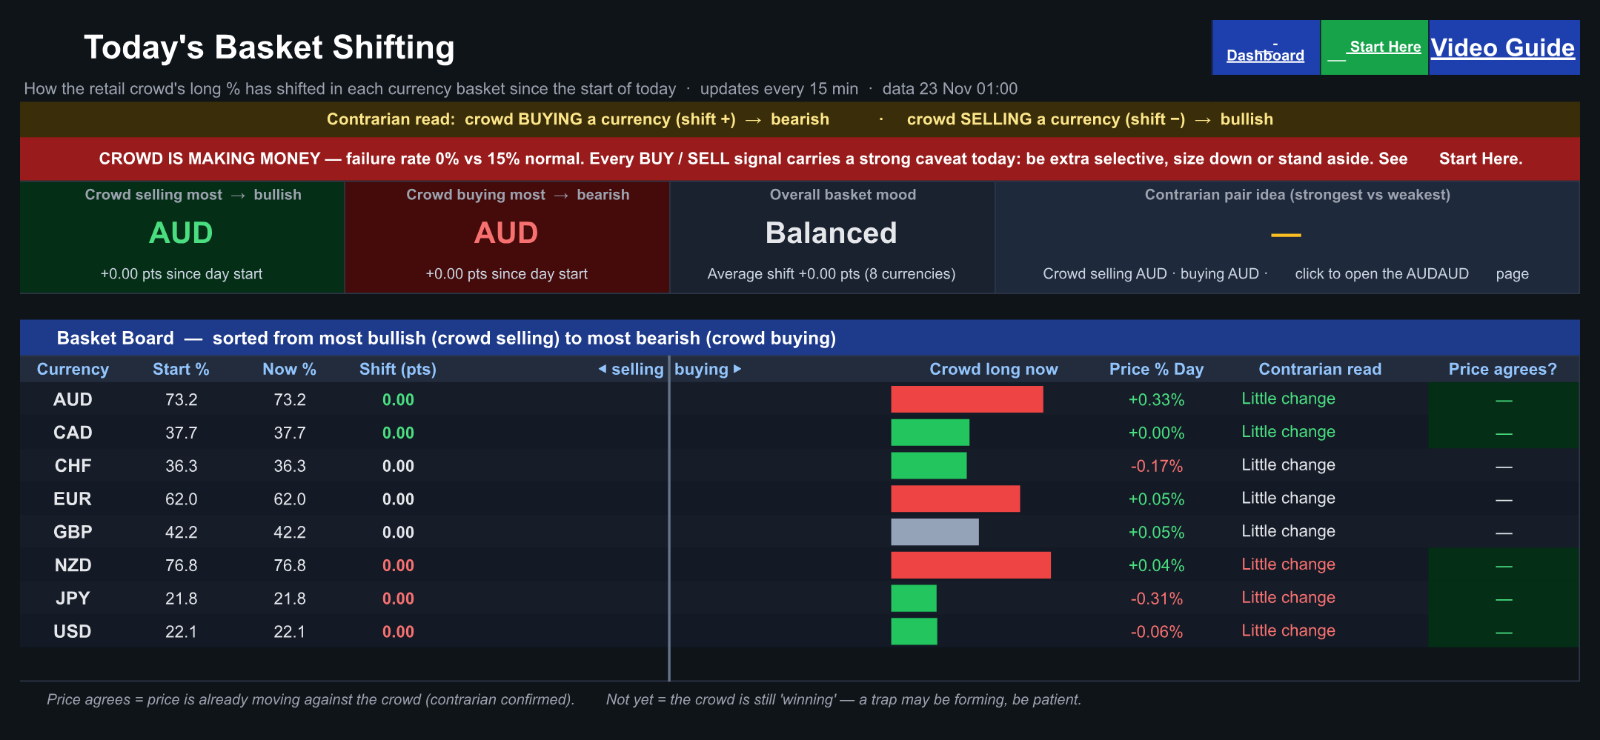 Today's Basket Shifting
Dashboard
Start Here
Video Guide
How the retail crowd's long % has shifted in each currency basket since the start of today · updates every 15 min · data 23 Nov 01:00
Contrarian read: crowd BUYING a currency (shift +) → bearish · crowd SELLING a currency (shift −) → bullish
CROWD IS MAKING MONEY — failure rate 0% vs 15% normal. Every BUY / SELL signal carries a strong caveat today: be extra selective, size down or stand aside. See Start Here.
Crowd selling most → bullish
AUD
+0.00 pts since day start
Crowd buying most → bearish
AUD
+0.00 pts since day start
Overall basket mood
Balanced
Average shift +0.00 pts (8 currencies)
Contrarian pair idea (strongest vs weakest)
—
Crowd selling AUD · buying AUD · click to open the AUDAUD page
Basket Board — sorted from most bullish (crowd selling) to most bearish (crowd buying)
Currency Start % Now % Shift (pts) ◄ selling buying ► Crowd long now Price % Day Contrarian read Price agrees?
AUD 73.2 73.2 0.00 +0.33% Little change —
CAD 37.7 37.7 0.00 +0.00% Little change —
CHF 36.3 36.3 0.00 -0.17% Little change —
EUR 62.0 62.0 0.00 +0.05% Little change —
GBP 42.2 42.2 0.00 +0.05% Little change —
NZD 76.8 76.8 0.00 +0.04% Little change —
JPY 21.8 21.8 0.00 -0.31% Little change —
USD 22.1 22.1 0.00 -0.06% Little change —
Price agrees = price is already moving against the crowd (contrarian confirmed). Not yet = the crowd is still 'winning' — a trap may be forming, be patient.